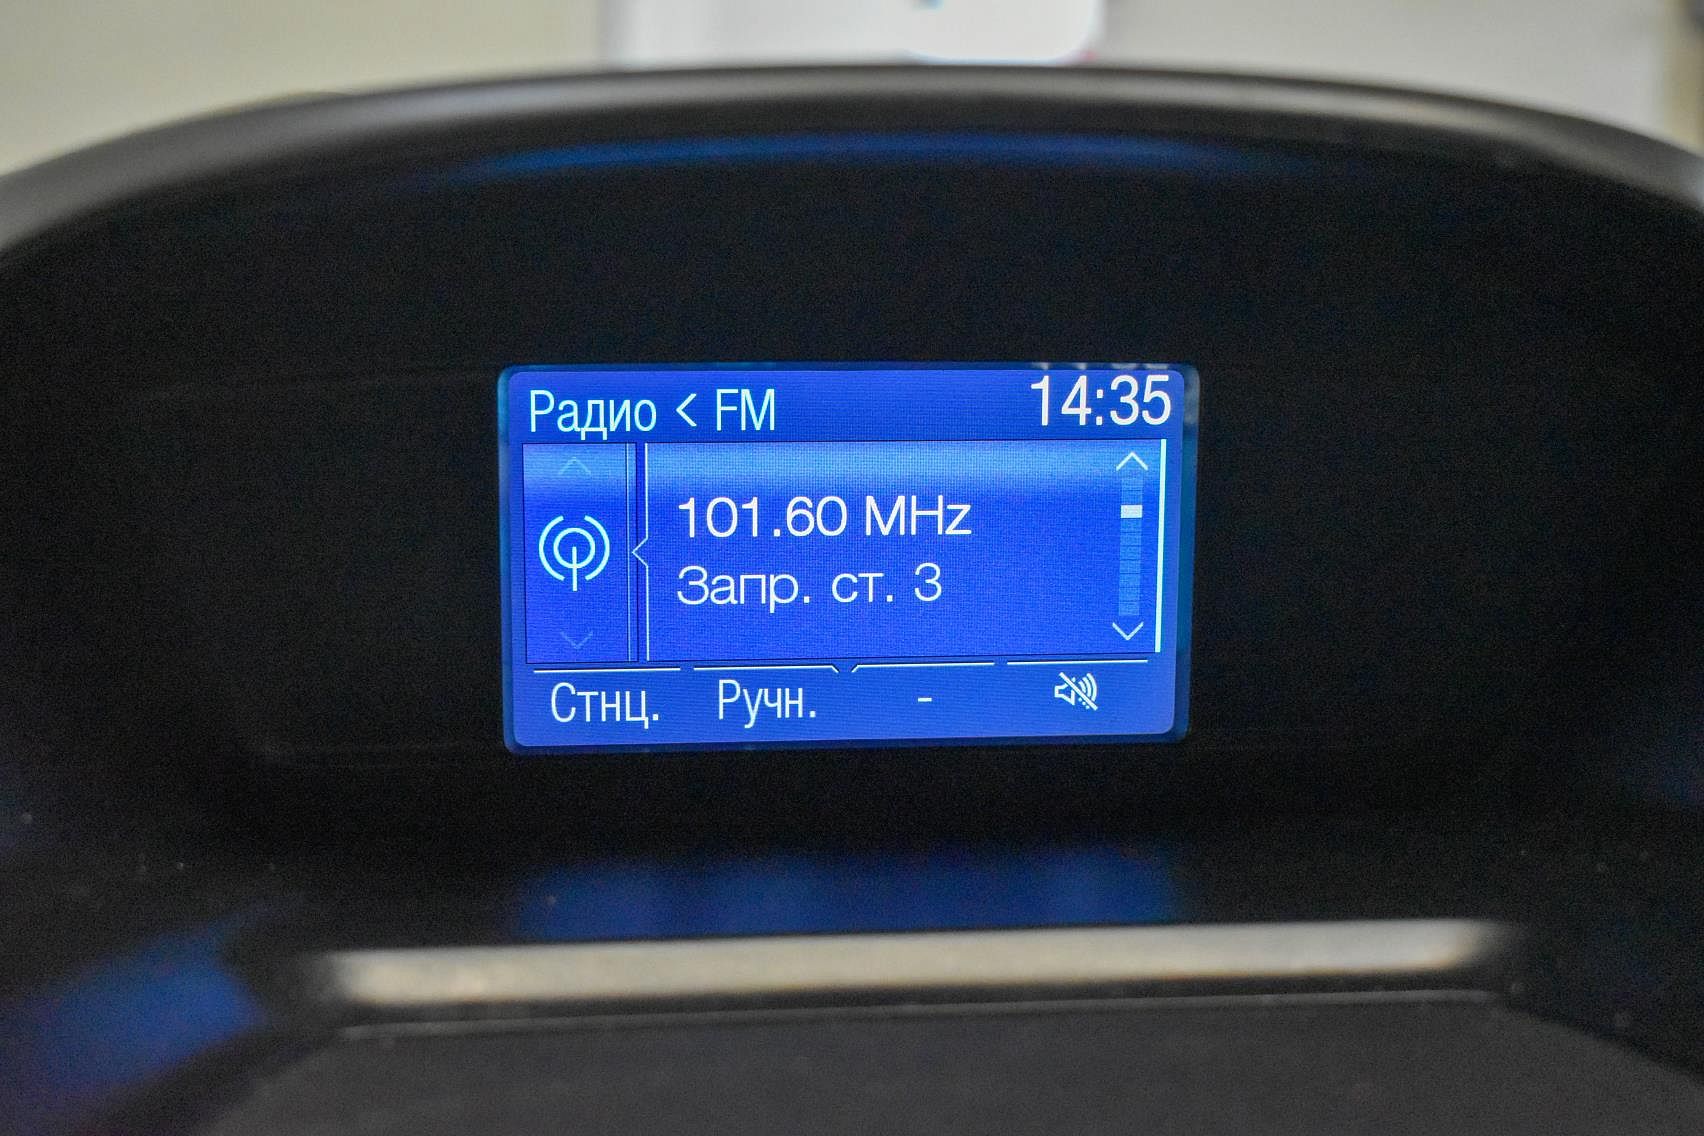 Радио < FM 14:35
101.60 MHz
Запр. ст. 3
Стнц. Ручн. -